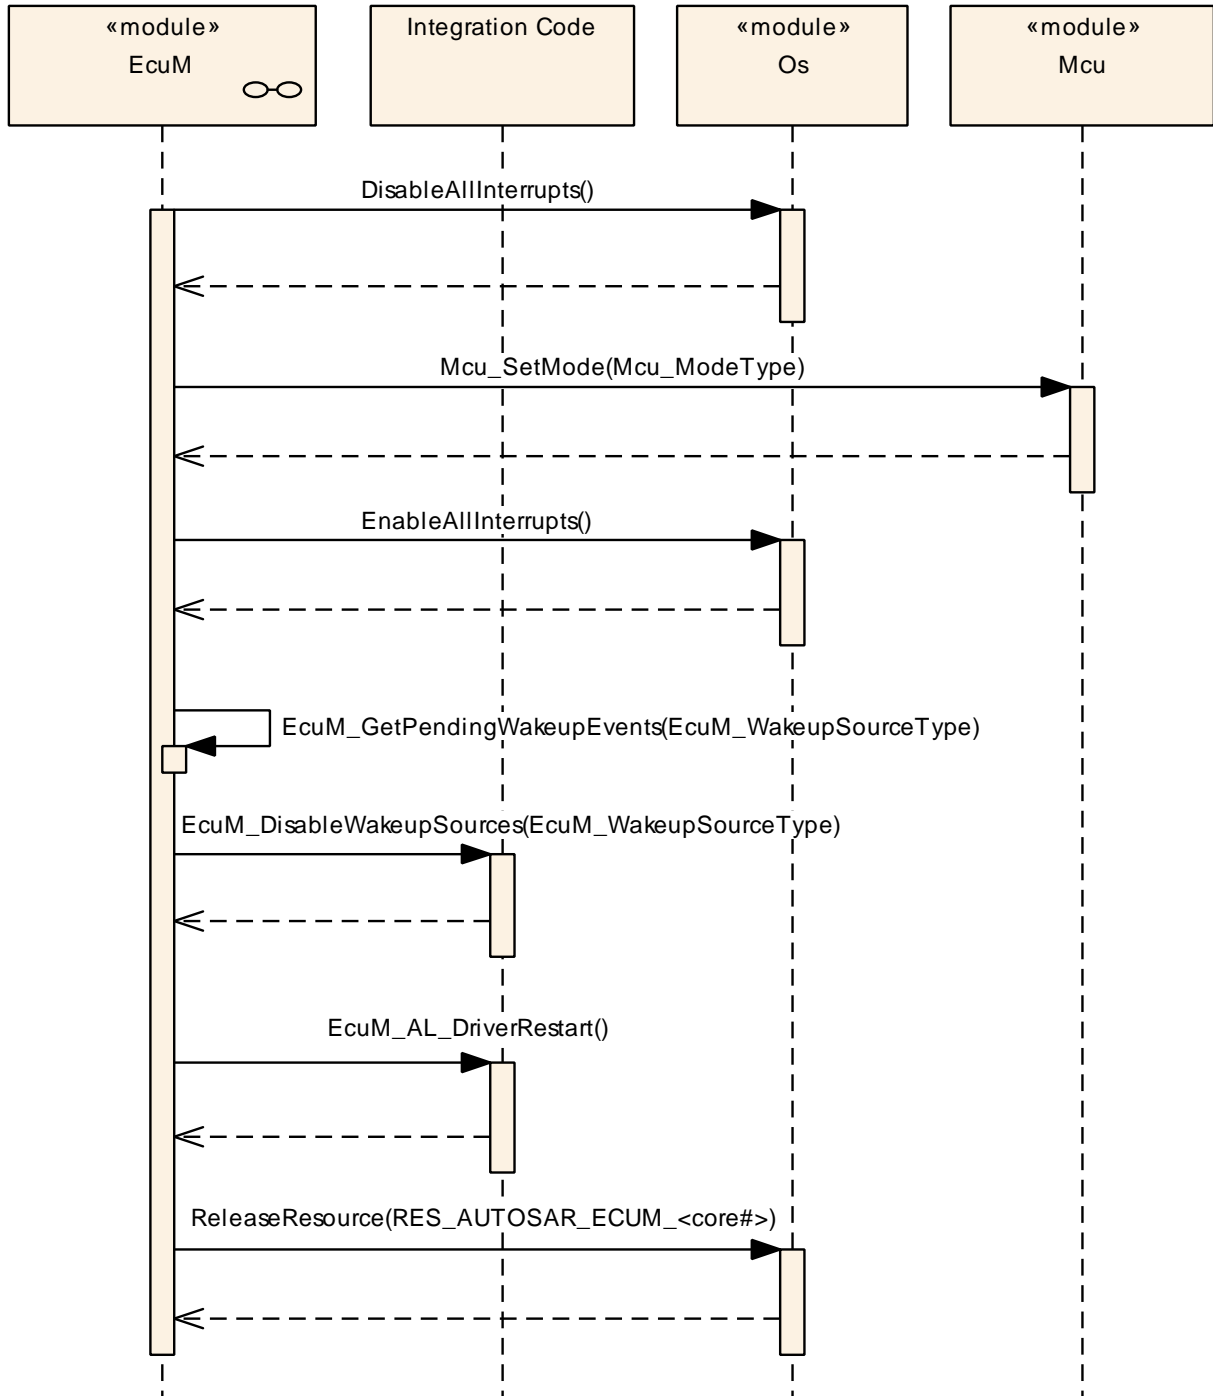 «module»
EcuM
Integration Code
«module»
Os
«module»
Mcu
DisableAllInterrupts()
Mcu_SetMode(Mcu_ModeType)
EnableAllInterrupts()
EcuM_GetPendingWakeupEvents(EcuM_WakeupSourceType)
EcuM_DisableWakeupSources(EcuM_WakeupSourceType)
EcuM_AL_DriverRestart()
ReleaseResource(RES_AUTOSAR_ECUM_<core#>)